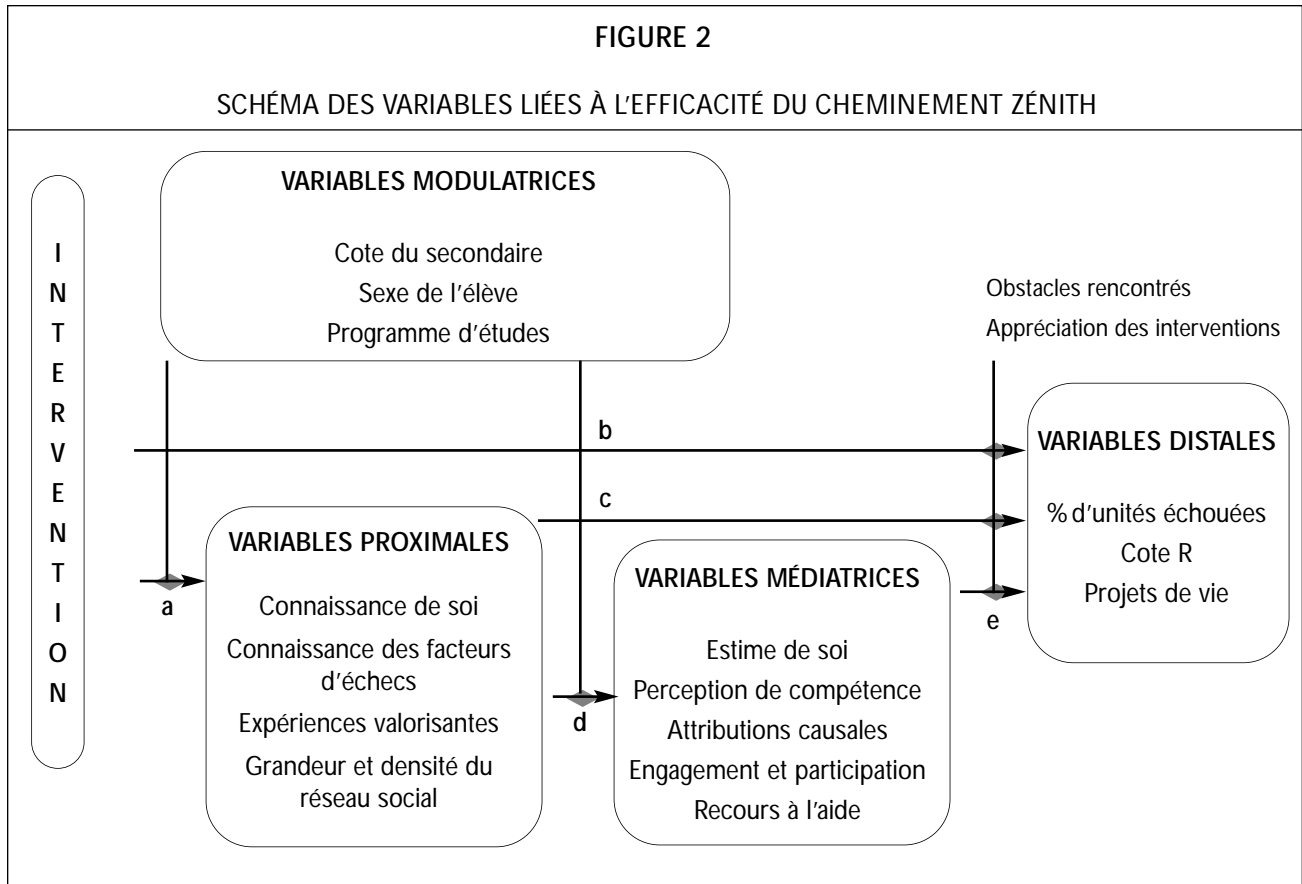 FIGURE 2
SCHÉMA DES VARIABLES LIÉES À L'EFFICACITÉ DU CHEMINEMENT ZÉNITH
I
N
T
E
R
V
E
N
T
I
O
N
VARIABLES MODULATRICES
Cote du secondaire
Sexe de l'élève
Programme d'études
Obstacles rencontrés
Appréciation des interventions
b
c
a
VARIABLES PROXIMALES
Connaissance de soi
Connaissance des facteurs
d'échecs
Expériences valorisantes
Grandeur et densité du
réseau social
d
VARIABLES MÉDIATRICES
Estime de soi
Perception de compétence
Attributions causales
Engagement et participation
Recours à l'aide
e
VARIABLES DISTALES
% d'unités échouées
Cote R
Projets de vie